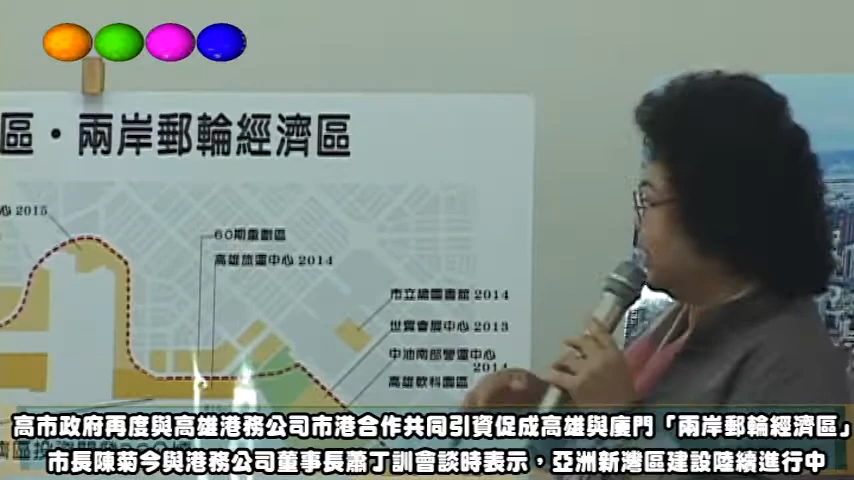 區・兩岸郵輪經濟區
心 2015
60期重劃區
高雄旅運中心 2014
市立總圖書館 2014
世貿會展中心 2013
中油南部營運中心
2014
高雄軟科園區
高市政府再度與高雄港務公司市港合作共同引資促成高雄與廈門「兩岸郵輪經濟區」
市長陳菊今與港務公司董事長蕭丁訓會談時表示，亞洲新灣區建設陸續進行中